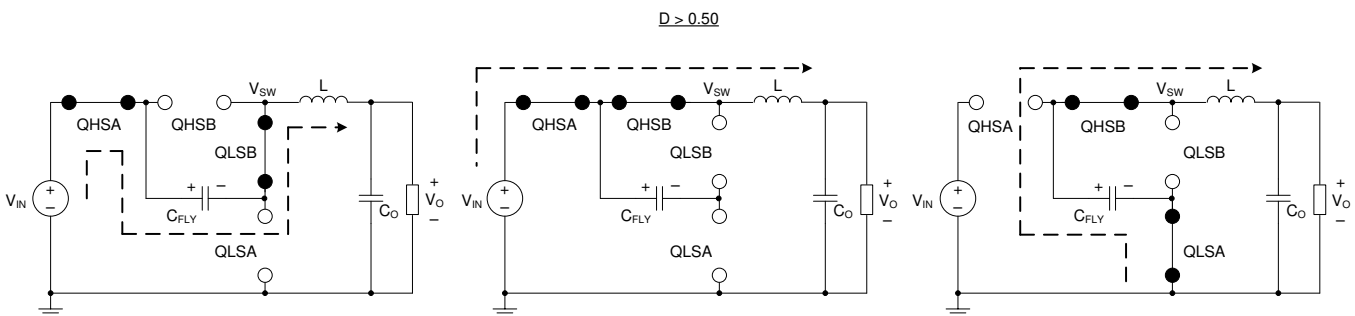 D > 0.50
VSW
L
QHSA
QHSB
QLSB
VIN
+
−
+
−
CFLY
CO
+
VO
−
QLSA
VSW
L
QHSA
QHSB
QLSB
VIN
+
−
+
−
CFLY
CO
+
VO
−
QLSA
VSW
L
QHSA
QHSB
QLSB
VIN
+
−
+
−
CFLY
CO
+
VO
−
QLSA